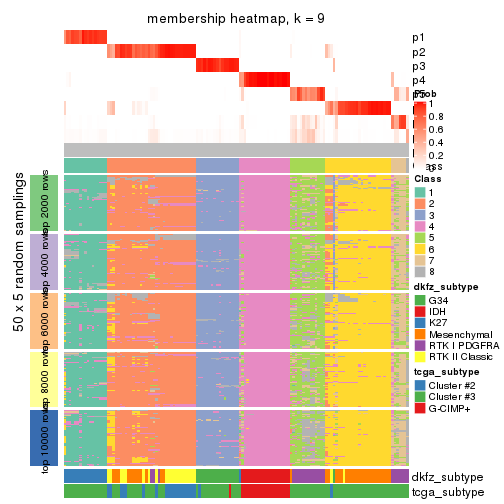 membership heatmap, k = 9
p1
p2
p3
p4
Prob
1
0.8
0.6
0.4
0.2
0
Class
1
2
3
4
5
6
7
8
50 x 5 random samplings
top 2000 rows
top 4000 rows
top 6000 rows
top 8000 rows
top 10000 rows
dkfz_subtype
G34
IDH
K27
Mesenchymal
RTK I PDGFRA
RTK II Classic
tcga_subtype
Cluster #2
Cluster #3
G-CIMP+
dkfz_subtype
tcga_subtype